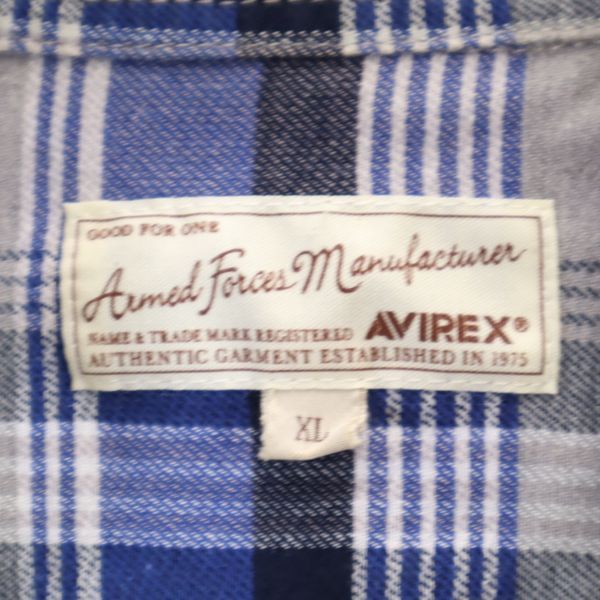 GOOD FOR ONE
Armed Forces Manufacturer
NAME & TRADE MARK REGISTERED AVIREX®
AUTHENTIC GARMENT ESTABLISHED IN 1975
XL